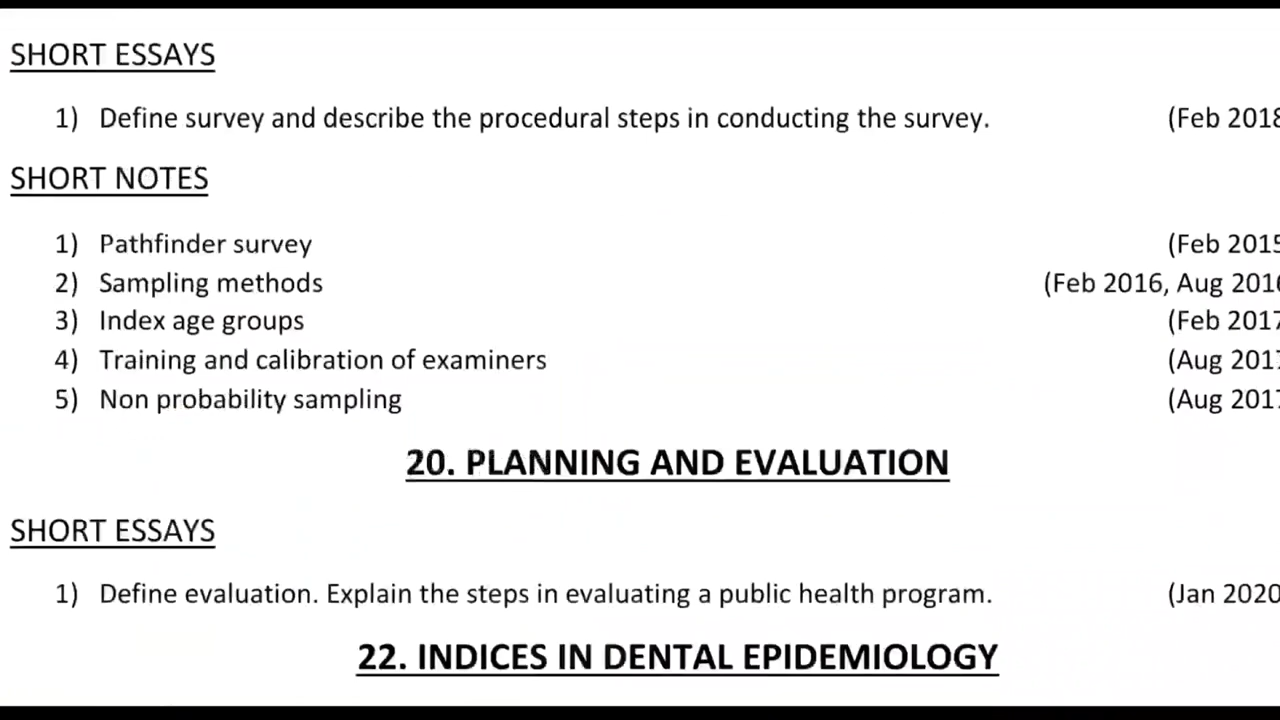 SHORT ESSAYS
1) Define survey and describe the procedural steps in conducting the survey. (Feb 2018
SHORT NOTES
1) Pathfinder survey (Feb 2015
2) Sampling methods (Feb 2016, Aug 2016
3) Index age groups (Feb 2017
4) Training and calibration of examiners (Aug 2017
5) Non probability sampling (Aug 2017
20. PLANNING AND EVALUATION
SHORT ESSAYS
1) Define evaluation. Explain the steps in evaluating a public health program. (Jan 2020
22. INDICES IN DENTAL EPIDEMIOLOGY